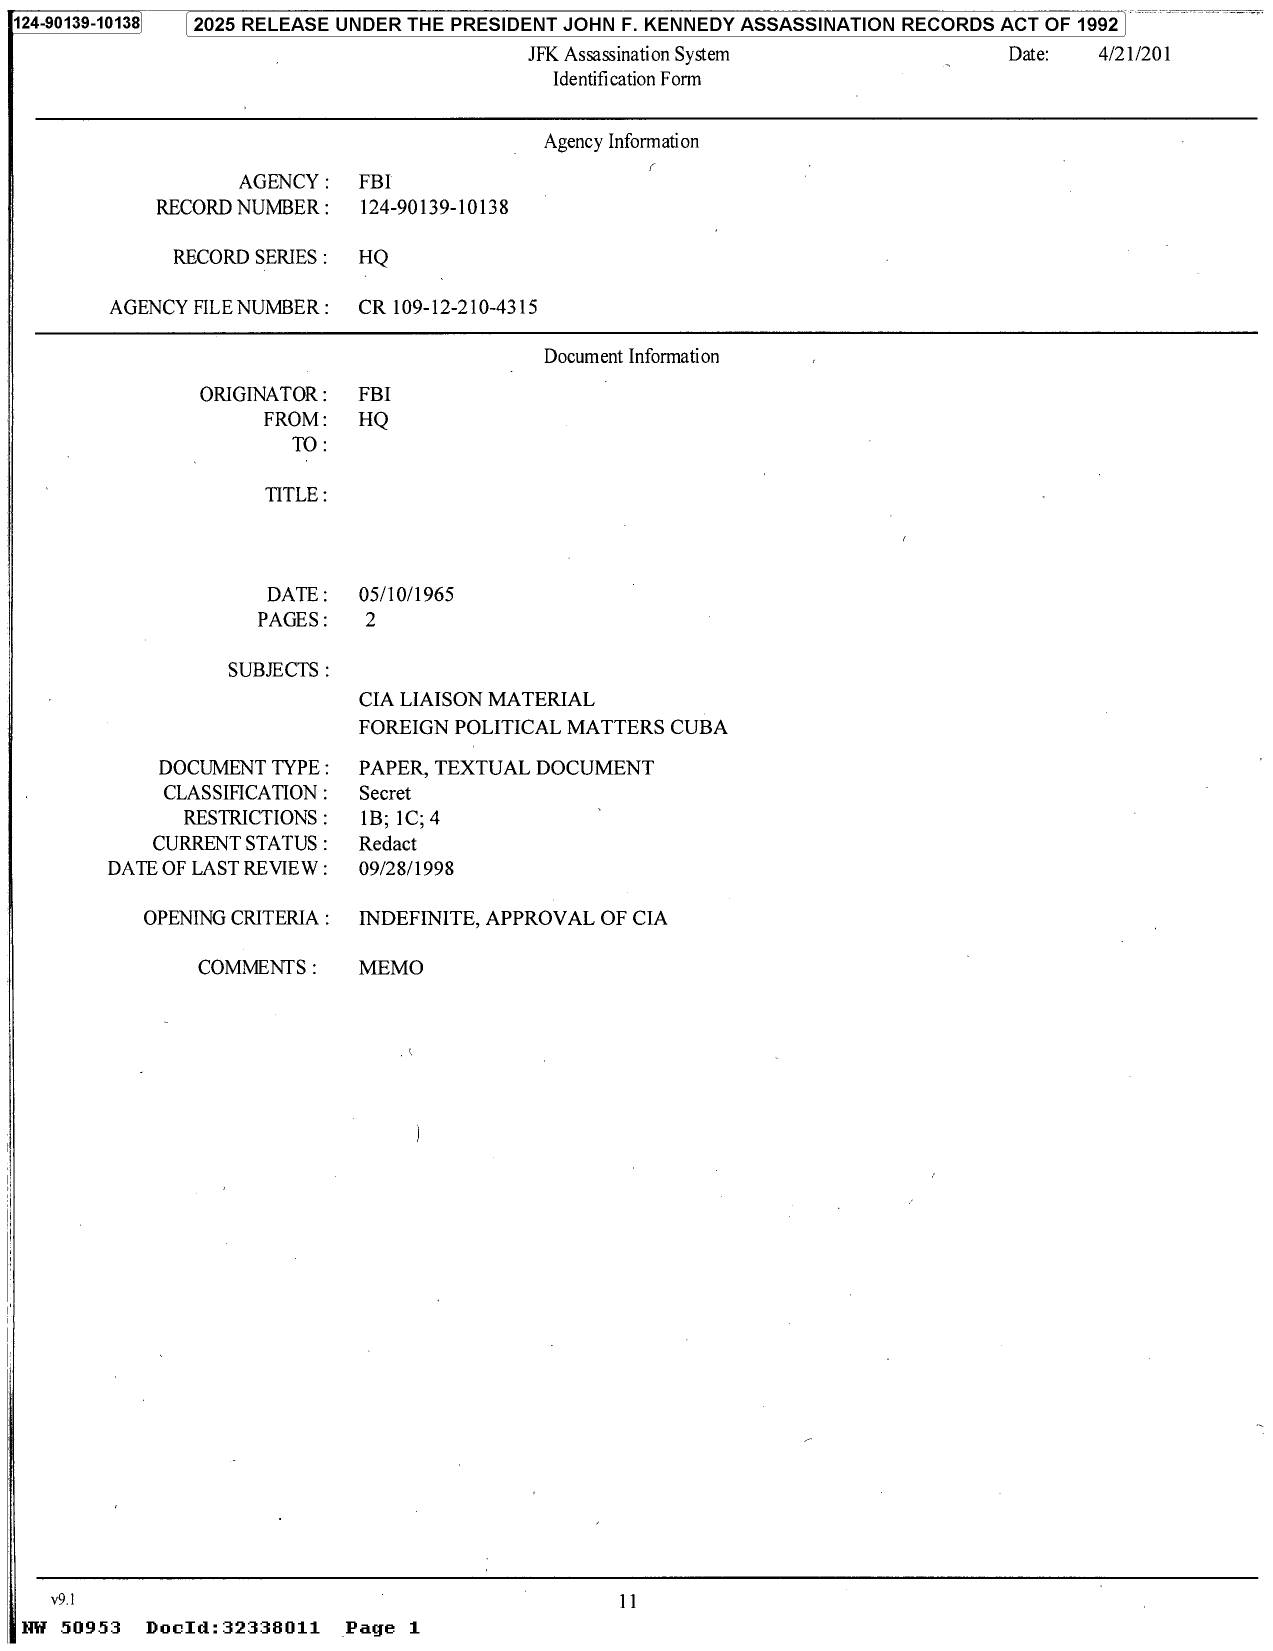 124-90139-10138 2025 RELEASE UNDER THE PRESIDENT JOHN F. KENNEDY ASSASSINATION RECORDS ACT OF 1992
JFK Assassination System Date: 4/21/201
Identification Form
Agency Information
AGENCY : FBI
RECORD NUMBER : 124-90139-10138
RECORD SERIES : HQ
AGENCY FILE NUMBER : CR 109-12-210-4315
Document Information
ORIGINATOR : FBI
FROM : HQ
TO :
TITLE :
DATE : 05/10/1965
PAGES : 2
SUBJECTS :
CIA LIAISON MATERIAL
FOREIGN POLITICAL MATTERS CUBA
DOCUMENT TYPE : PAPER, TEXTUAL DOCUMENT
CLASSIFICATION : Secret
RESTRICTIONS : 1B; 1C; 4
CURRENT STATUS : Redact
DATE OF LAST REVIEW : 09/28/1998
OPENING CRITERIA : INDEFINITE, APPROVAL OF CIA
COMMENTS : MEMO
v9.1 11
NW 50953 DocId:32338011 Page 1